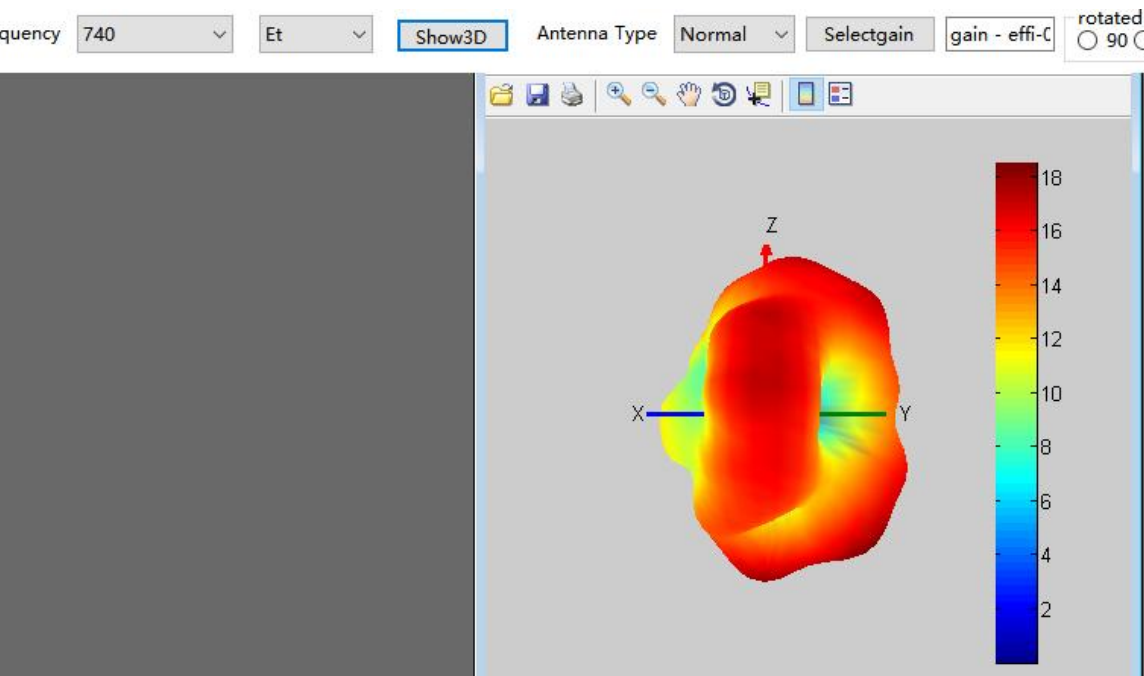 quency 740 Et Show3D Antenna Type Normal Selectgain gain - effi-0 rotated
90
Z
X
Y
18
16
14
12
10
8
6
4
2